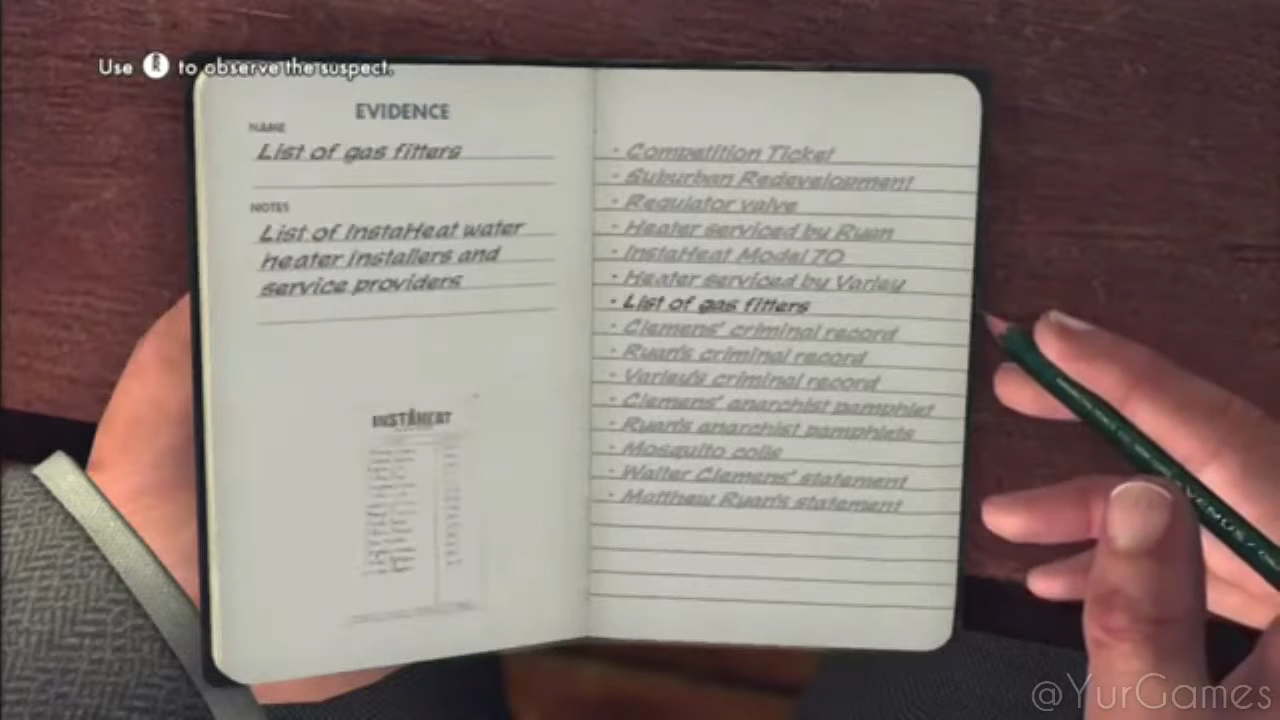 Use R to observe the suspect.
EVIDENCE
NAME
List of gas fitters
NOTES
List of InstaHeat water
heater installers and
service providers
INSTAHEAT
· Competition Ticket
· Suburban Redevelopment
· Regulator valve
· Heater serviced by Ryan
· InstaHeat Model 70
· Heater serviced by Varley
· List of gas fitters
· Clemens' criminal record
· Ryan's criminal record
· Varley's criminal record
· Clemens' anarchist pamphlet
· Ryan's anarchist pamphlets
· Mosquito coils
· Walter Clemens' statement
· Matthew Ryan's statement
VENUS
@YurGames